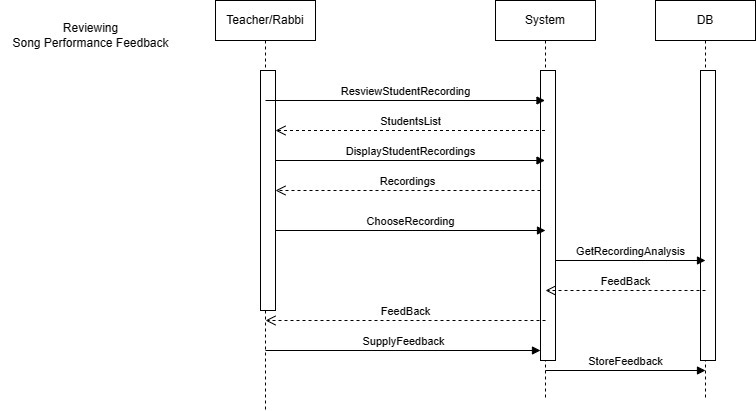 Reviewing
Song Performance Feedback
Teacher/Rabbi
System
DB
ResviewStudentRecording
StudentsList
DisplayStudentRecordings
Recordings
ChooseRecording
GetRecordingAnalysis
FeedBack
FeedBack
SupplyFeedback
StoreFeedback